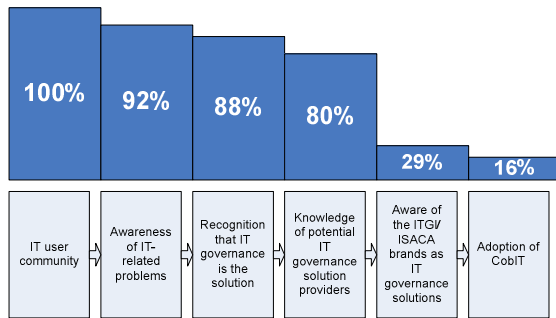 100%
92%
88%
80%
29%
16%
IT user
community
Awareness
of IT-
related
problems
Recognition
that IT
governance
is the
solution
Knowledge
of potential
IT
governance
solution
providers
Aware of
the ITGI/
ISACA
brands as
IT
governance
solutions
Adoption of
CobIT